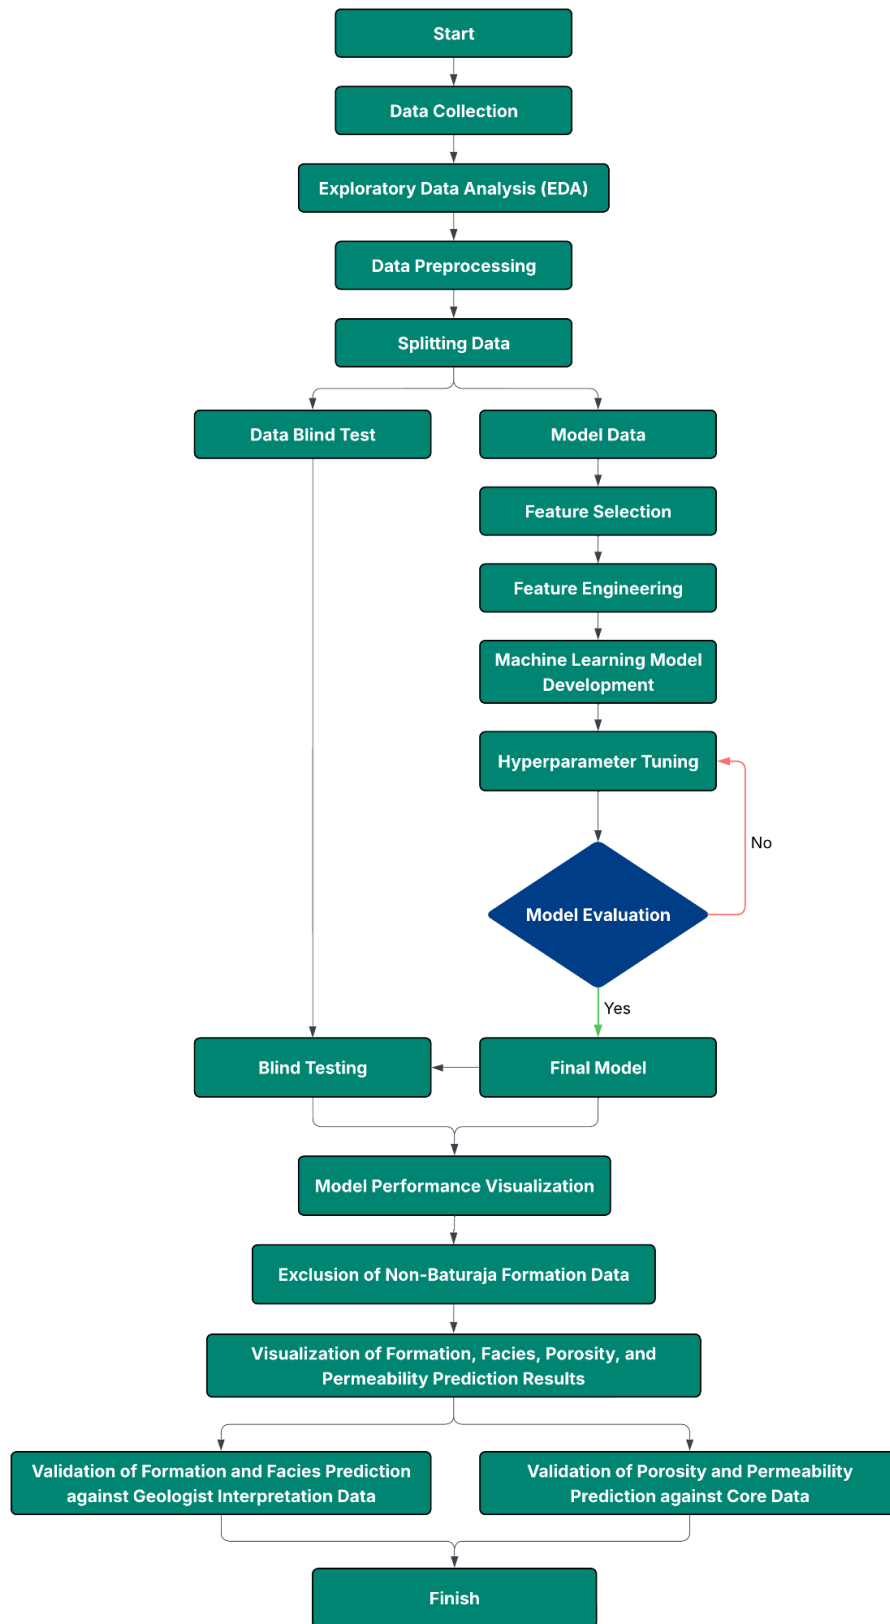 Start
Data Collection
Exploratory Data Analysis (EDA)
Data Preprocessing
Splitting Data
Data Blind Test
Model Data
Feature Selection
Feature Engineering
Machine Learning Model
Development
Hyperparameter Tuning
No
Model Evaluation
Yes
Blind Testing
Final Model
Model Performance Visualization
Exclusion of Non-Baturaja Formation Data
Visualization of Formation, Facies, Porosity, and
Permeability Prediction Results
Validation of Formation and Facies Prediction
against Geologist Interpretation Data
Validation of Porosity and Permeability
Prediction against Core Data
Finish